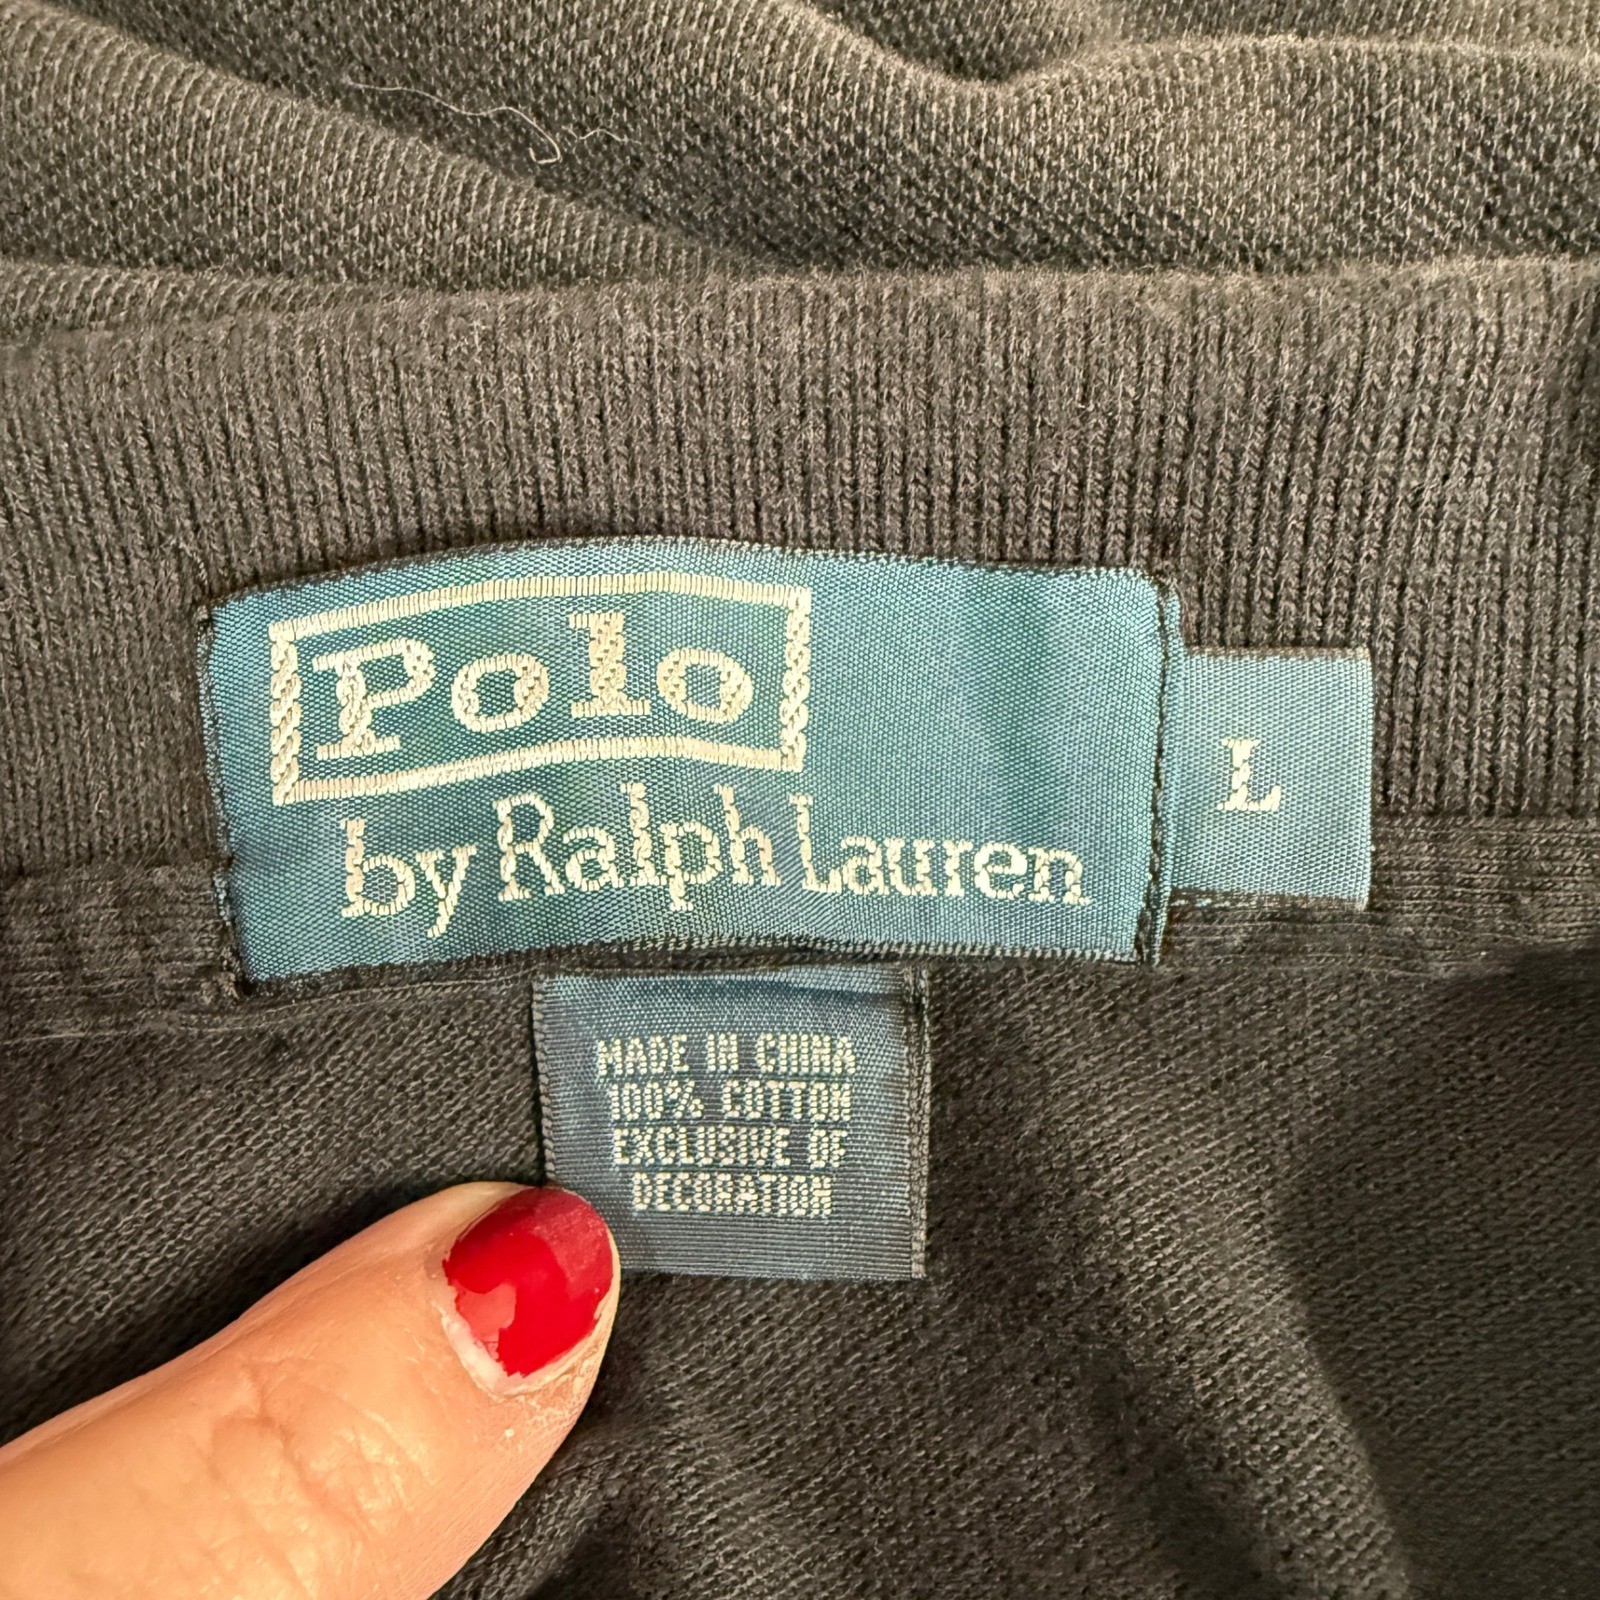 Polo
by Ralph Lauren
L
MADE IN CHINA
100% COTTON
EXCLUSIVE OF
DECORATION